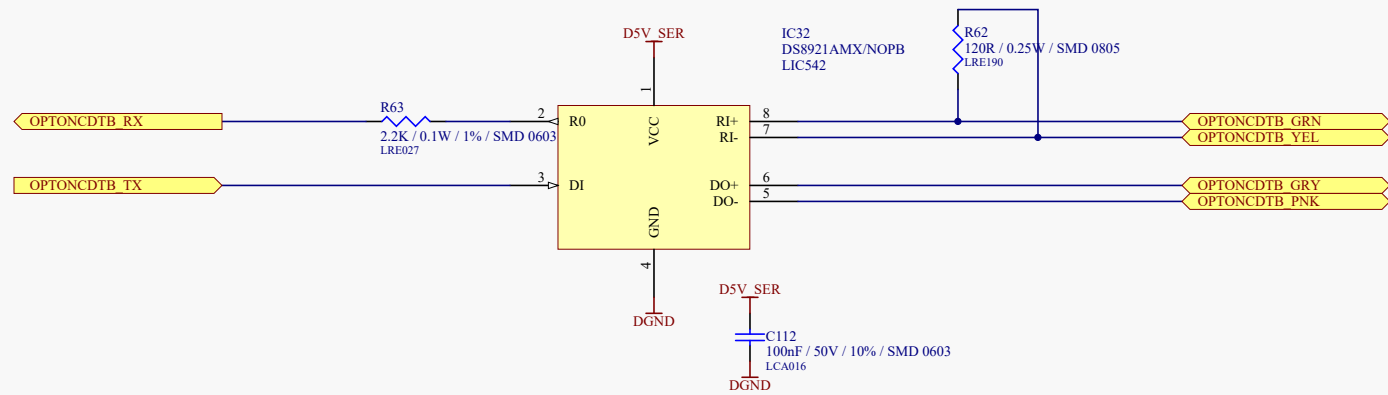 D5V_SER
IC32
DS8921AMX/NOPB
LIC542
R62
120R / 0.25W / SMD 0805
LRE190
1
VCC
OPTONCDTB_RX
R63
2.2K / 0.1W / 1% / SMD 0603
LRE027
2
R0
RI+
8
OPTONCDTB_GRN
RI-
7
OPTONCDTB_YEL
OPTONCDTB_TX
3
DI
DO+
6
OPTONCDTB_GRY
DO-
5
OPTONCDTB_PNK
GND
4
DGND
D5V_SER
C112
100nF / 50V / 10% / SMD 0603
LCA016
DGND